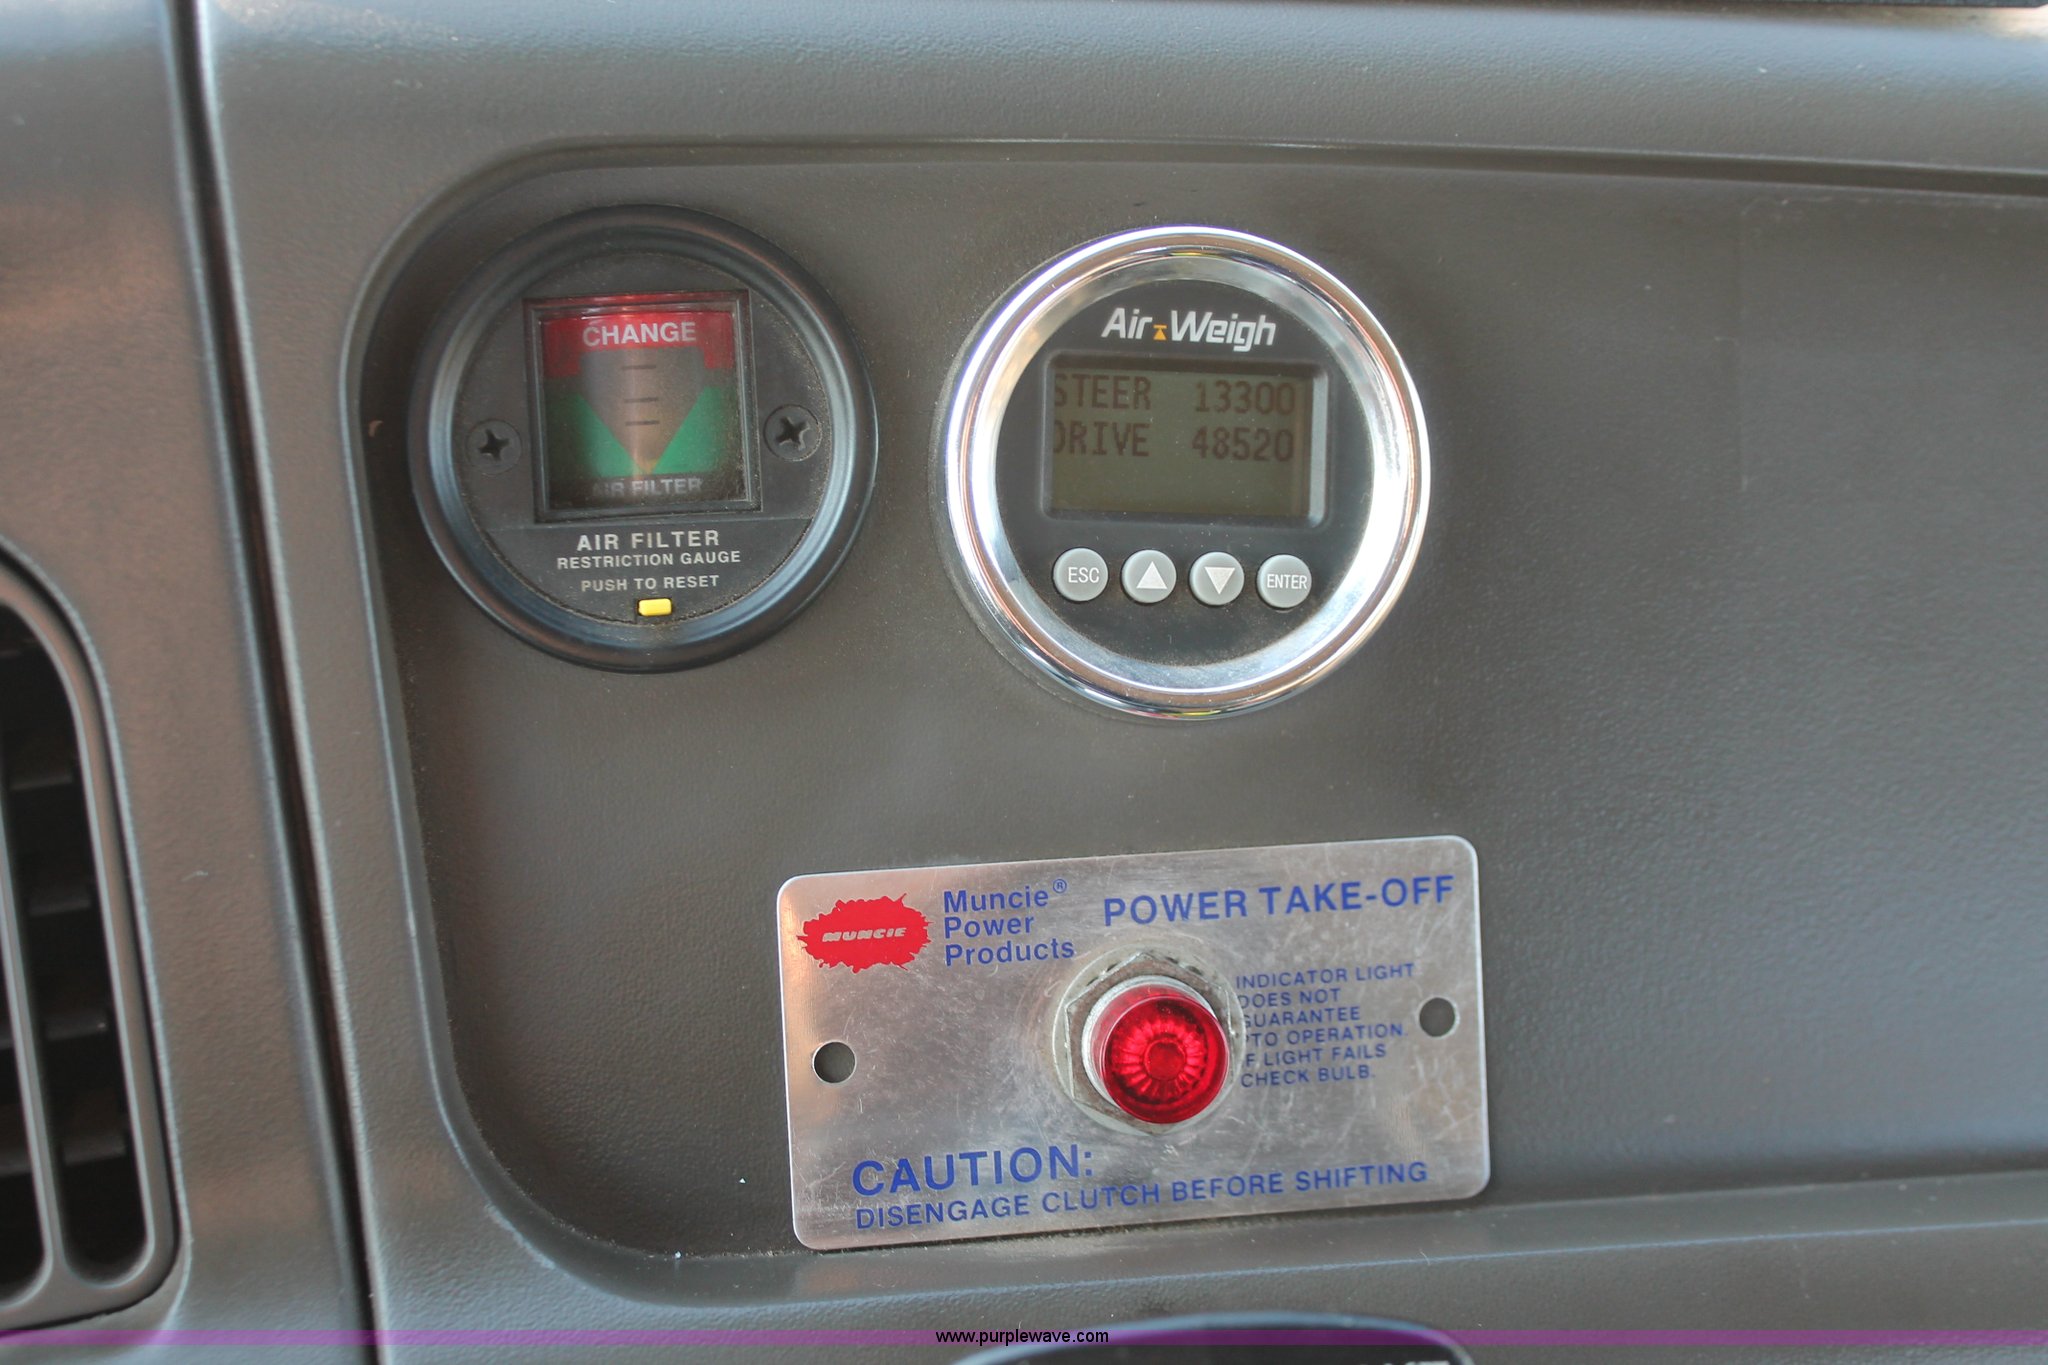 CHANGE
AIR FILTER
AIR FILTER
RESTRICTION GAUGE
PUSH TO RESET
Air-Weigh
STEER 13300
DRIVE 48520
ESC
ENTER
MUNCIE
Muncie®
Power
Products
POWER TAKE-OFF
INDICATOR LIGHT
DOES NOT
GUARANTEE
PTO OPERATION.
IF LIGHT FAILS
CHECK BULB.
CAUTION:
DISENGAGE CLUTCH BEFORE SHIFTING
www.purplewave.com